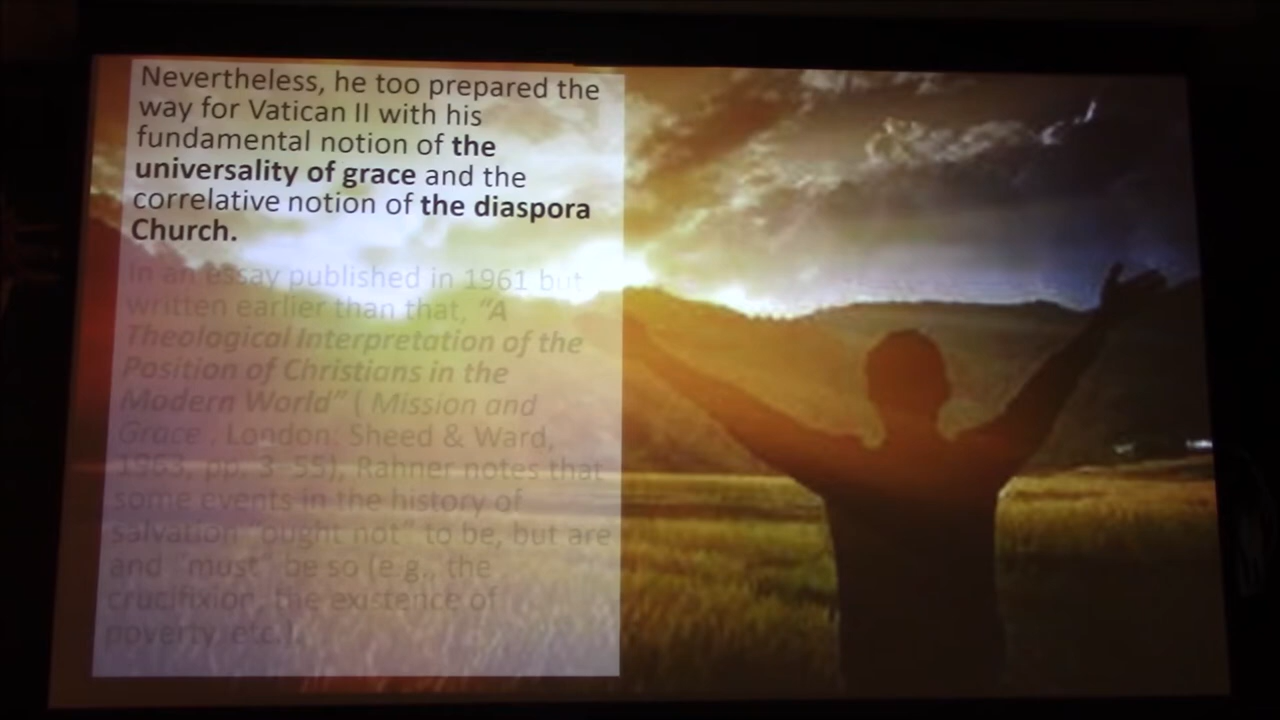 Nevertheless, he too prepared the
way for Vatican II with his
fundamental notion of the
universality of grace and the
correlative notion of the diaspora
Church.
In an essay published in 1961 but
written earlier than that, “A
Theological Interpretation of the
Position of Christians in the
Modern World” ( Mission and
Grace , London: Sheed & Ward,
1963, pp. 3-55), Rahner notes that
some events in the history of
salvation “ought not” to be, but are
and “must” be so (e.g., the
crucifixion, the existence of
poverty, etc.).